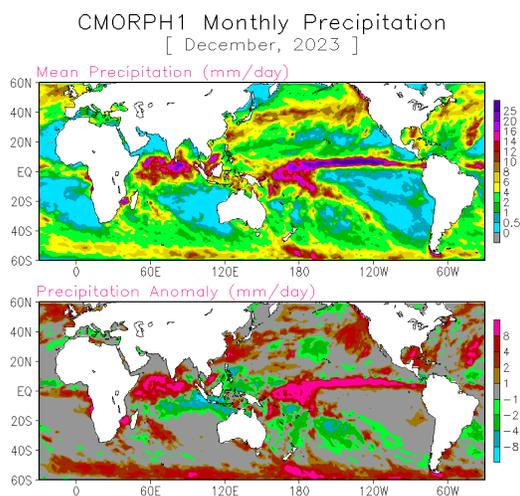 CMORPH1 Monthly Precipitation
[ December, 2023 ]
Mean Precipitation (mm/day)
60N
40N
20N
EQ
20S
40S
60S
0 60E 120E 180 120W 60W
25
20
16
14
12
10
8
6
4
2
0.5
0
Precipitation Anomaly (mm/day)
60N
40N
20N
EQ
20S
40S
60S
0 60E 120E 180 120W 60W
8
4
2
1
−1
−2
−4
−8